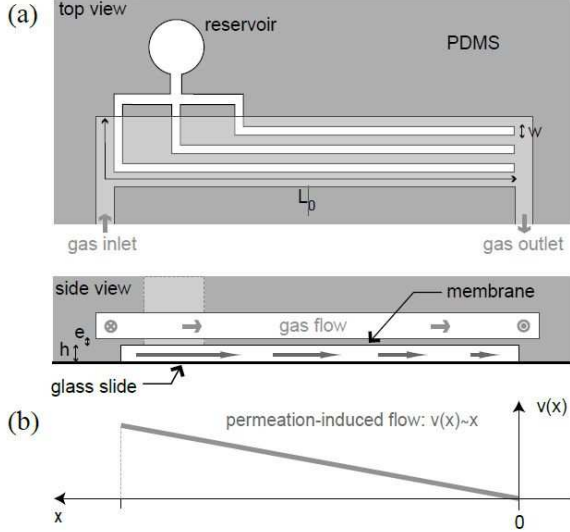 (a)
top view
reservoir
PDMS
w
L0
gas inlet
gas outlet
side view
membrane
gas flow
e
h
glass slide
(b)
permeation-induced flow: v(x)~x
v(x)
x
0